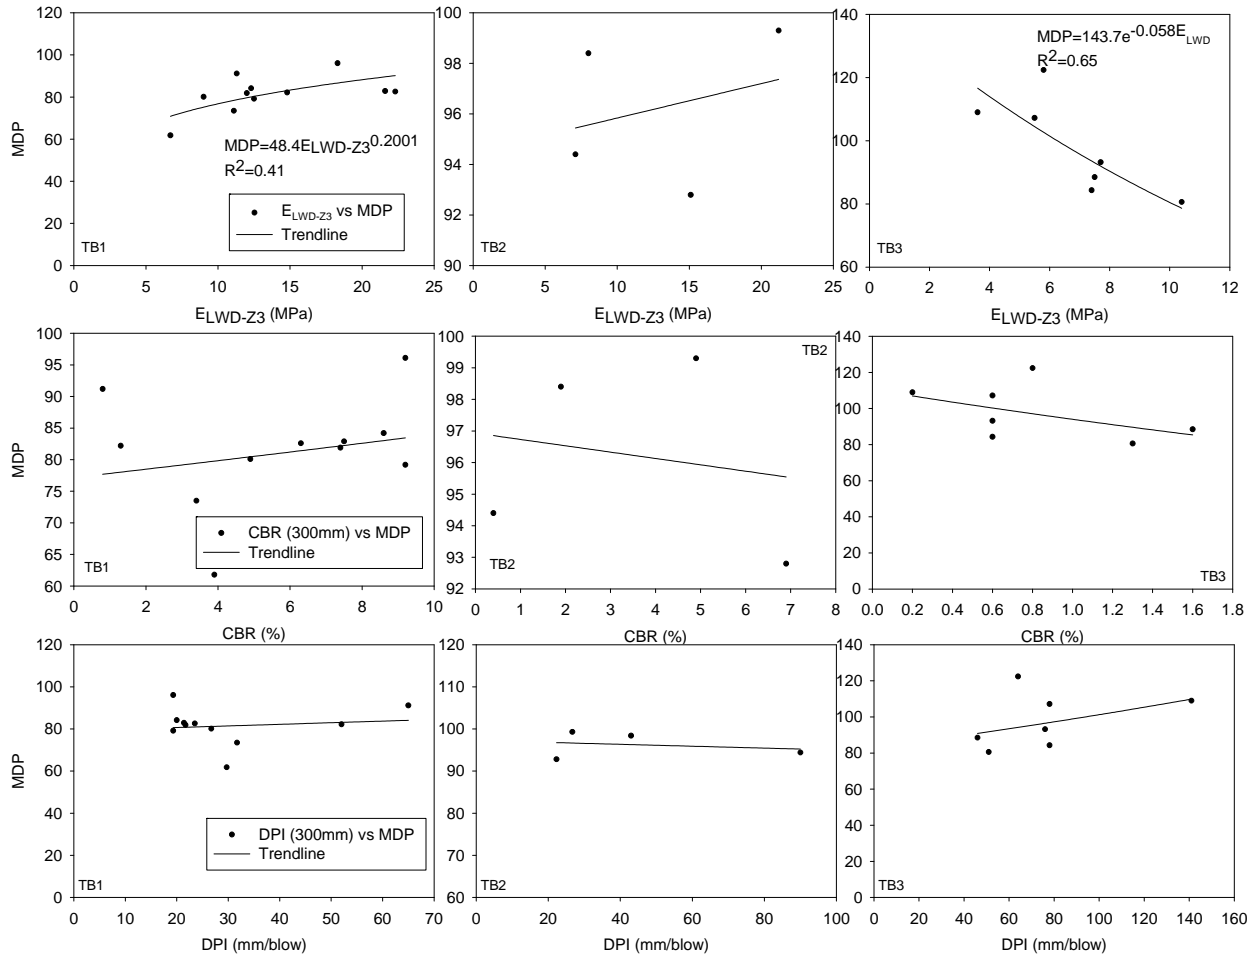 120
100
80
60
40
20
0
MDP
MDP=48.4ELWD-Z3^0.2001
R2=0.41
ELWD-Z3 vs MDP
Trendline
TB1
0 5 10 15 20 25
ELWD-Z3 (MPa)
100
98
96
94
92
90
TB2
0 5 10 15 20 25
ELWD-Z3 (MPa)
140
120
100
80
60
MDP=143.7e-0.058ELWD
R2=0.65
TB3
0 2 4 6 8 10 12
ELWD-Z3 (MPa)
100
95
90
85
80
75
70
65
60
MDP
CBR (300mm) vs MDP
Trendline
TB1
0 2 4 6 8 10
CBR (%)
100
99
98
97
96
95
94
93
92
TB2
TB2
0 1 2 3 4 5 6 7 8
CBR (%)
140
120
100
80
60
40
20
0
TB3
0.0 0.2 0.4 0.6 0.8 1.0 1.2 1.4 1.6 1.8
CBR (%)
120
100
80
60
40
20
0
MDP
DPI (300mm) vs MDP
Trendline
TB1
0 10 20 30 40 50 60 70
DPI (mm/blow)
120
110
100
90
80
70
60
TB2
0 20 40 60 80 100
DPI (mm/blow)
140
120
100
80
60
40
20
0
TB3
0 20 40 60 80 100 120 140 160
DPI (mm/blow)